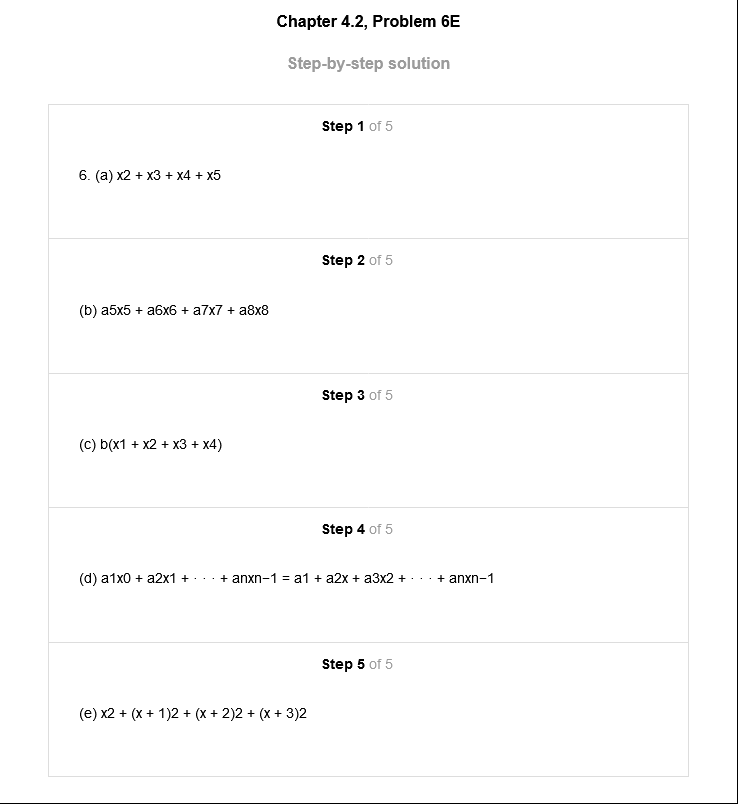 Chapter 4.2, Problem 6E
Step-by-step solution
Step 1 of 5
6. (a) x2 + x3 + x4 + x5
Step 2 of 5
(b) a5x5 + a6x6 + a7x7 + a8x8
Step 3 of 5
(c) b(x1 + x2 + x3 + x4)
Step 4 of 5
(d) a1x0 + a2x1 + · · · + anxn−1 = a1 + a2x + a3x2 + · · · + anxn−1
Step 5 of 5
(e) x2 + (x + 1)2 + (x + 2)2 + (x + 3)2